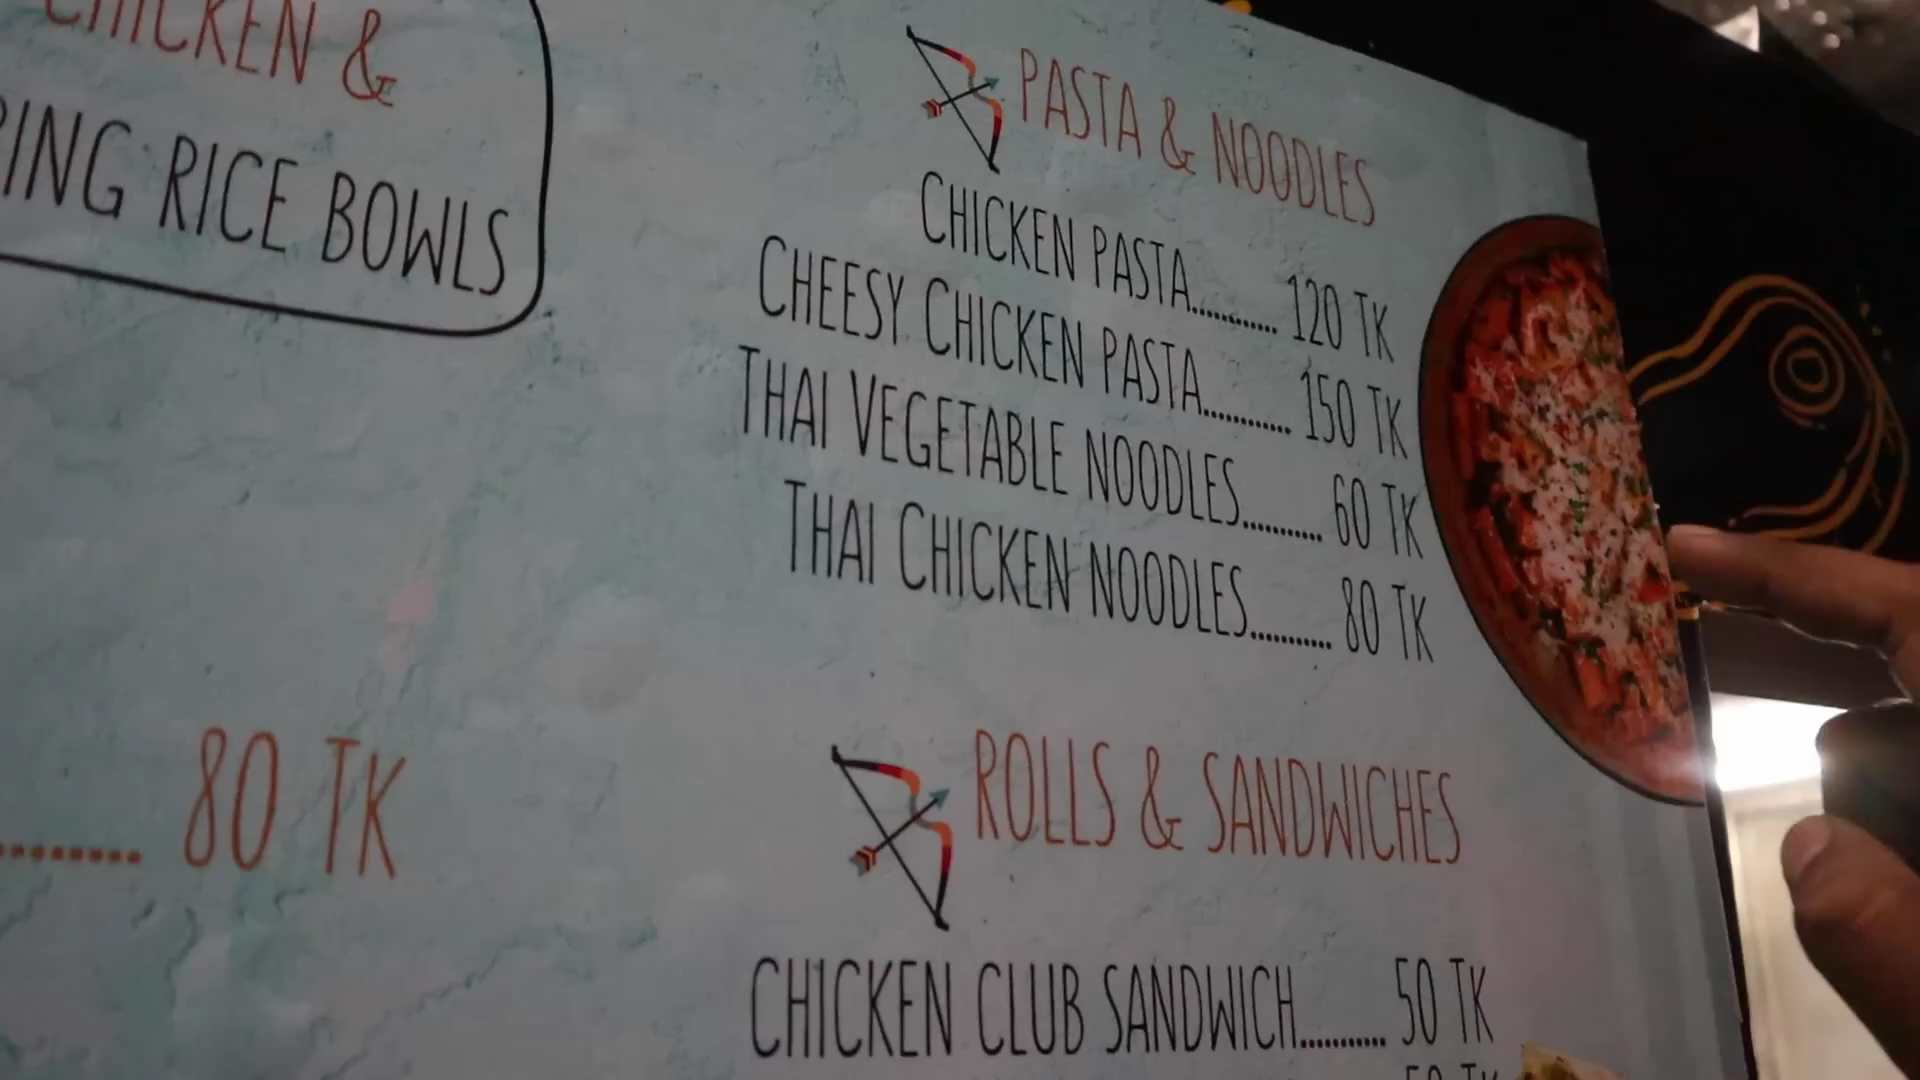 CHICKEN &
RICE BOWLS
80 TK
PASTA & NOODLES
CHICKEN PASTA............ 120 TK
CHEESY CHICKEN PASTA............ 150 TK
THAI VEGETABLE NOODLES........... 60 TK
THAI CHICKEN NOODLES........... 80 TK
ROLLS & SANDWICHES
CHICKEN CLUB SANDWICH........... 50 TK